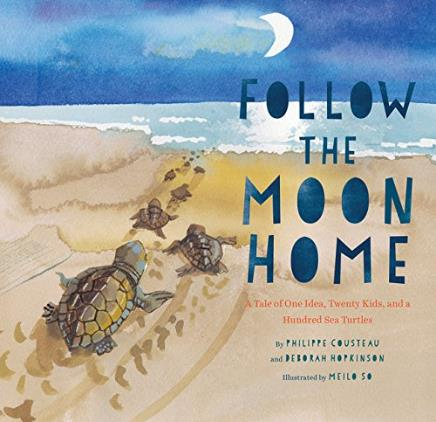 FOLLOW
THE
MOON
HOME
A Tale of One Idea, Twenty Kids, and a
Hundred Sea Turtles
By PHILIPPE COUSTEAU
and DEBORAH HOPKINSON
Illustrated by MEILO SO